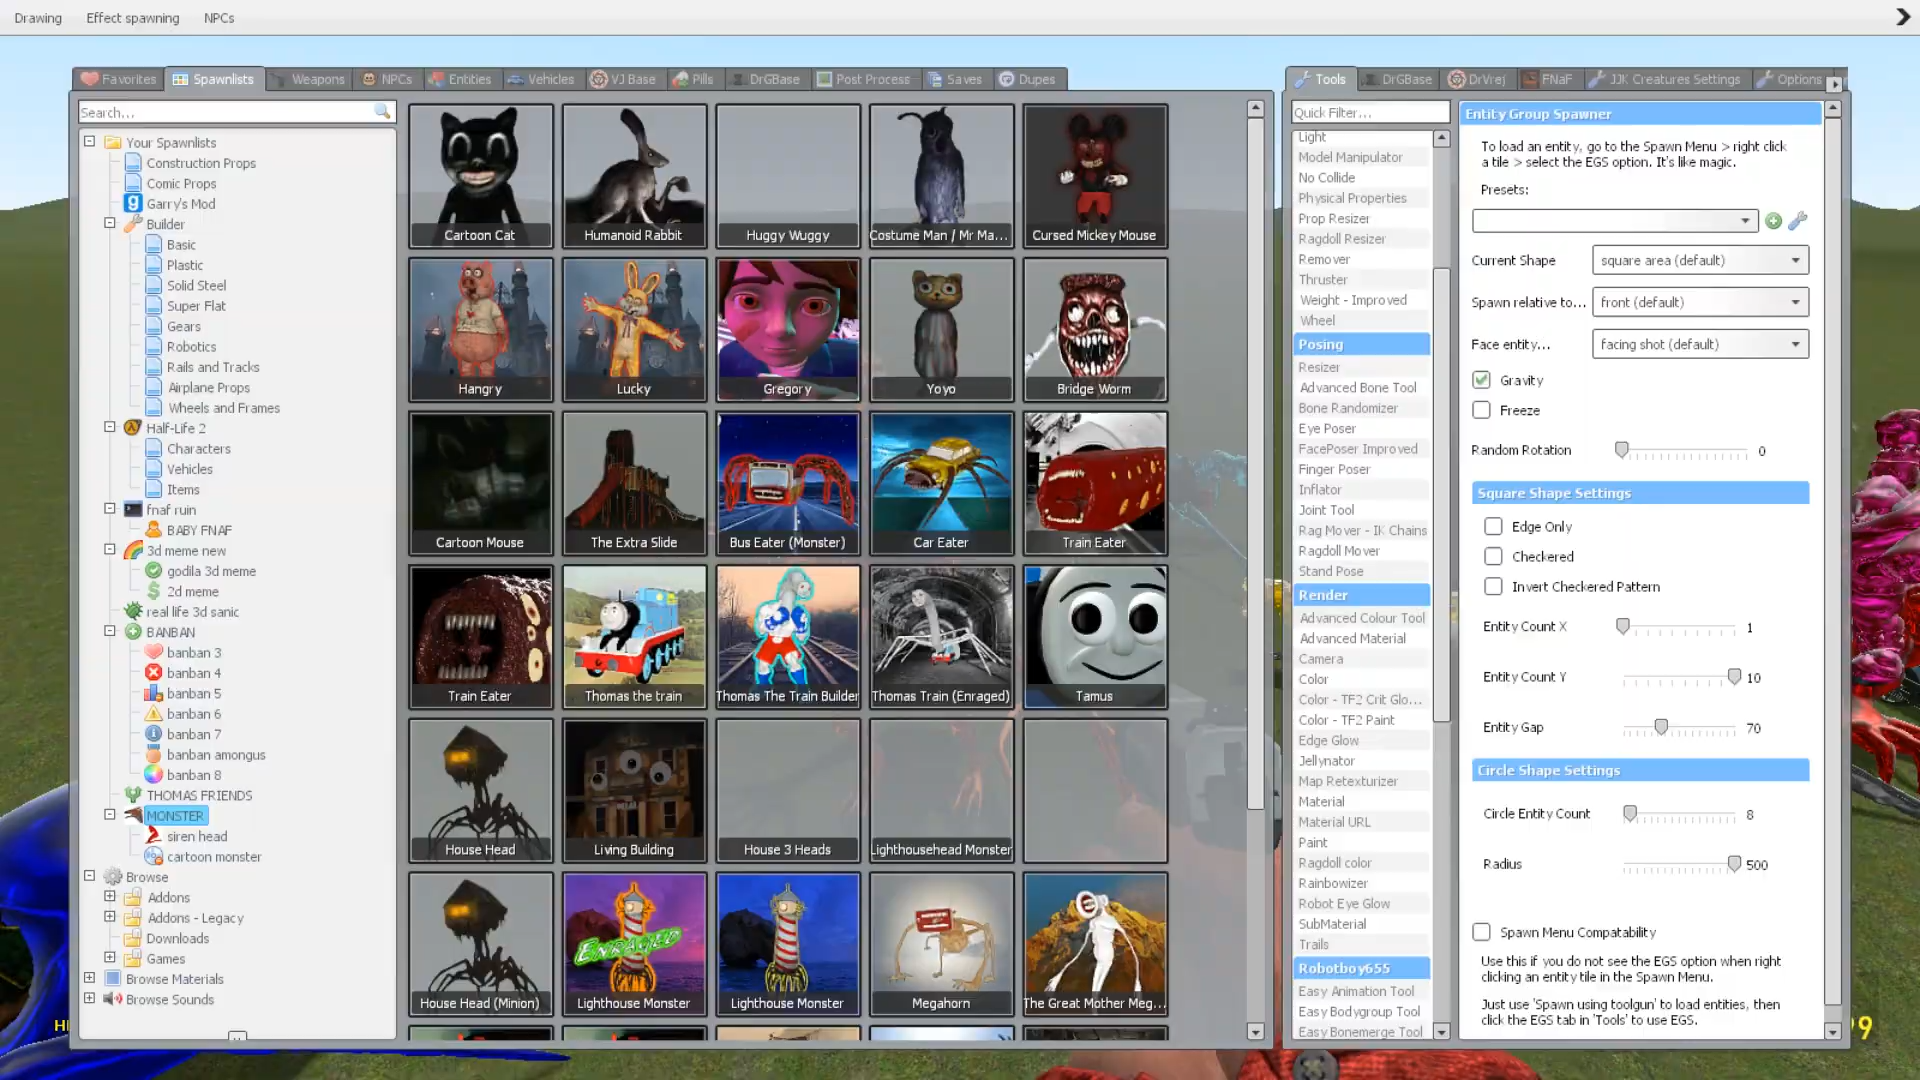 Drawing Effect spawning NPCs
Favorites Spawnlists Weapons NPCs Entities Vehicles VJ Base Pills DrGBase Post Process Saves Dupes
Search...
Your Spawnlists
Construction Props
Comic Props
Garry's Mod
Builder
Basic
Plastic
Solid Steel
Super Flat
Gears
Robotics
Rails and Tracks
Airplane Props
Wheels and Frames
Half-Life 2
Characters
Vehicles
Items
fnaf ruin
BABY FNAF
3d meme new
godila 3d meme
2d meme
real life 3d sanic
BANBAN
banban 3
banban 4
banban 5
banban 6
banban 7
banban amongus
banban 8
THOMAS FRIENDS
MONSTER
siren head
cartoon monster
Browse
Addons
Addons - Legacy
Downloads
Games
Browse Materials
Browse Sounds
Cartoon Cat Humanoid Rabbit Huggy Wuggy Costume Man / Mr Ma... Cursed Mickey Mouse
Hangry Lucky Gregory Yoyo Bridge Worm
Cartoon Mouse The Extra Slide Bus Eater (Monster) Car Eater Train Eater
Train Eater Thomas the train Thomas The Train Builder Thomas Train (Enraged) Tamus
House Head Living Building House 3 Heads Lighthousehead Monster
ENRAGED
House Head (Minion) Lighthouse Monster Lighthouse Monster Megahorn The Great Mother Meg...
Tools DrGBase DrVrej FNaF JJK Creatures Settings Options
Quick Filter...
Light
Model Manipulator
No Collide
Physical Properties
Prop Resizer
Ragdoll Resizer
Remover
Thruster
Weight - Improved
Wheel
Posing
Resizer
Advanced Bone Tool
Bone Randomizer
Eye Poser
FacePoser Improved
Finger Poser
Inflator
Joint Tool
Rag Mover - IK Chains
Ragdoll Mover
Stand Pose
Render
Advanced Colour Tool
Advanced Material
Camera
Color
Color - TF2 Crit Glo...
Color - TF2 Paint
Edge Glow
Jellynator
Map Retexturizer
Material
Material URL
Paint
Ragdoll color
Rainbowizer
Robot Eye Glow
SubMaterial
Trails
Robotboy655
Easy Animation Tool
Easy Bodygroup Tool
Easy Bonemerge Tool
Entity Group Spawner
To load an entity, go to the Spawn Menu > right click
a tile > select the EGS option. It's like magic.
Presets:
Current Shape square area (default)
Spawn relative to... front (default)
Face entity... facing shot (default)
Gravity
Freeze
Random Rotation 0
Square Shape Settings
Edge Only
Checkered
Invert Checkered Pattern
Entity Count X 1
Entity Count Y 10
Entity Gap 70
Circle Shape Settings
Circle Entity Count 8
Radius 500
Spawn Menu Compatability
Use this if you do not see the EGS option when right
clicking an entity tile in the Spawn Menu.
Just use 'Spawn using toolgun' to load entities, then
click the EGS tab in 'Tools' to use EGS.